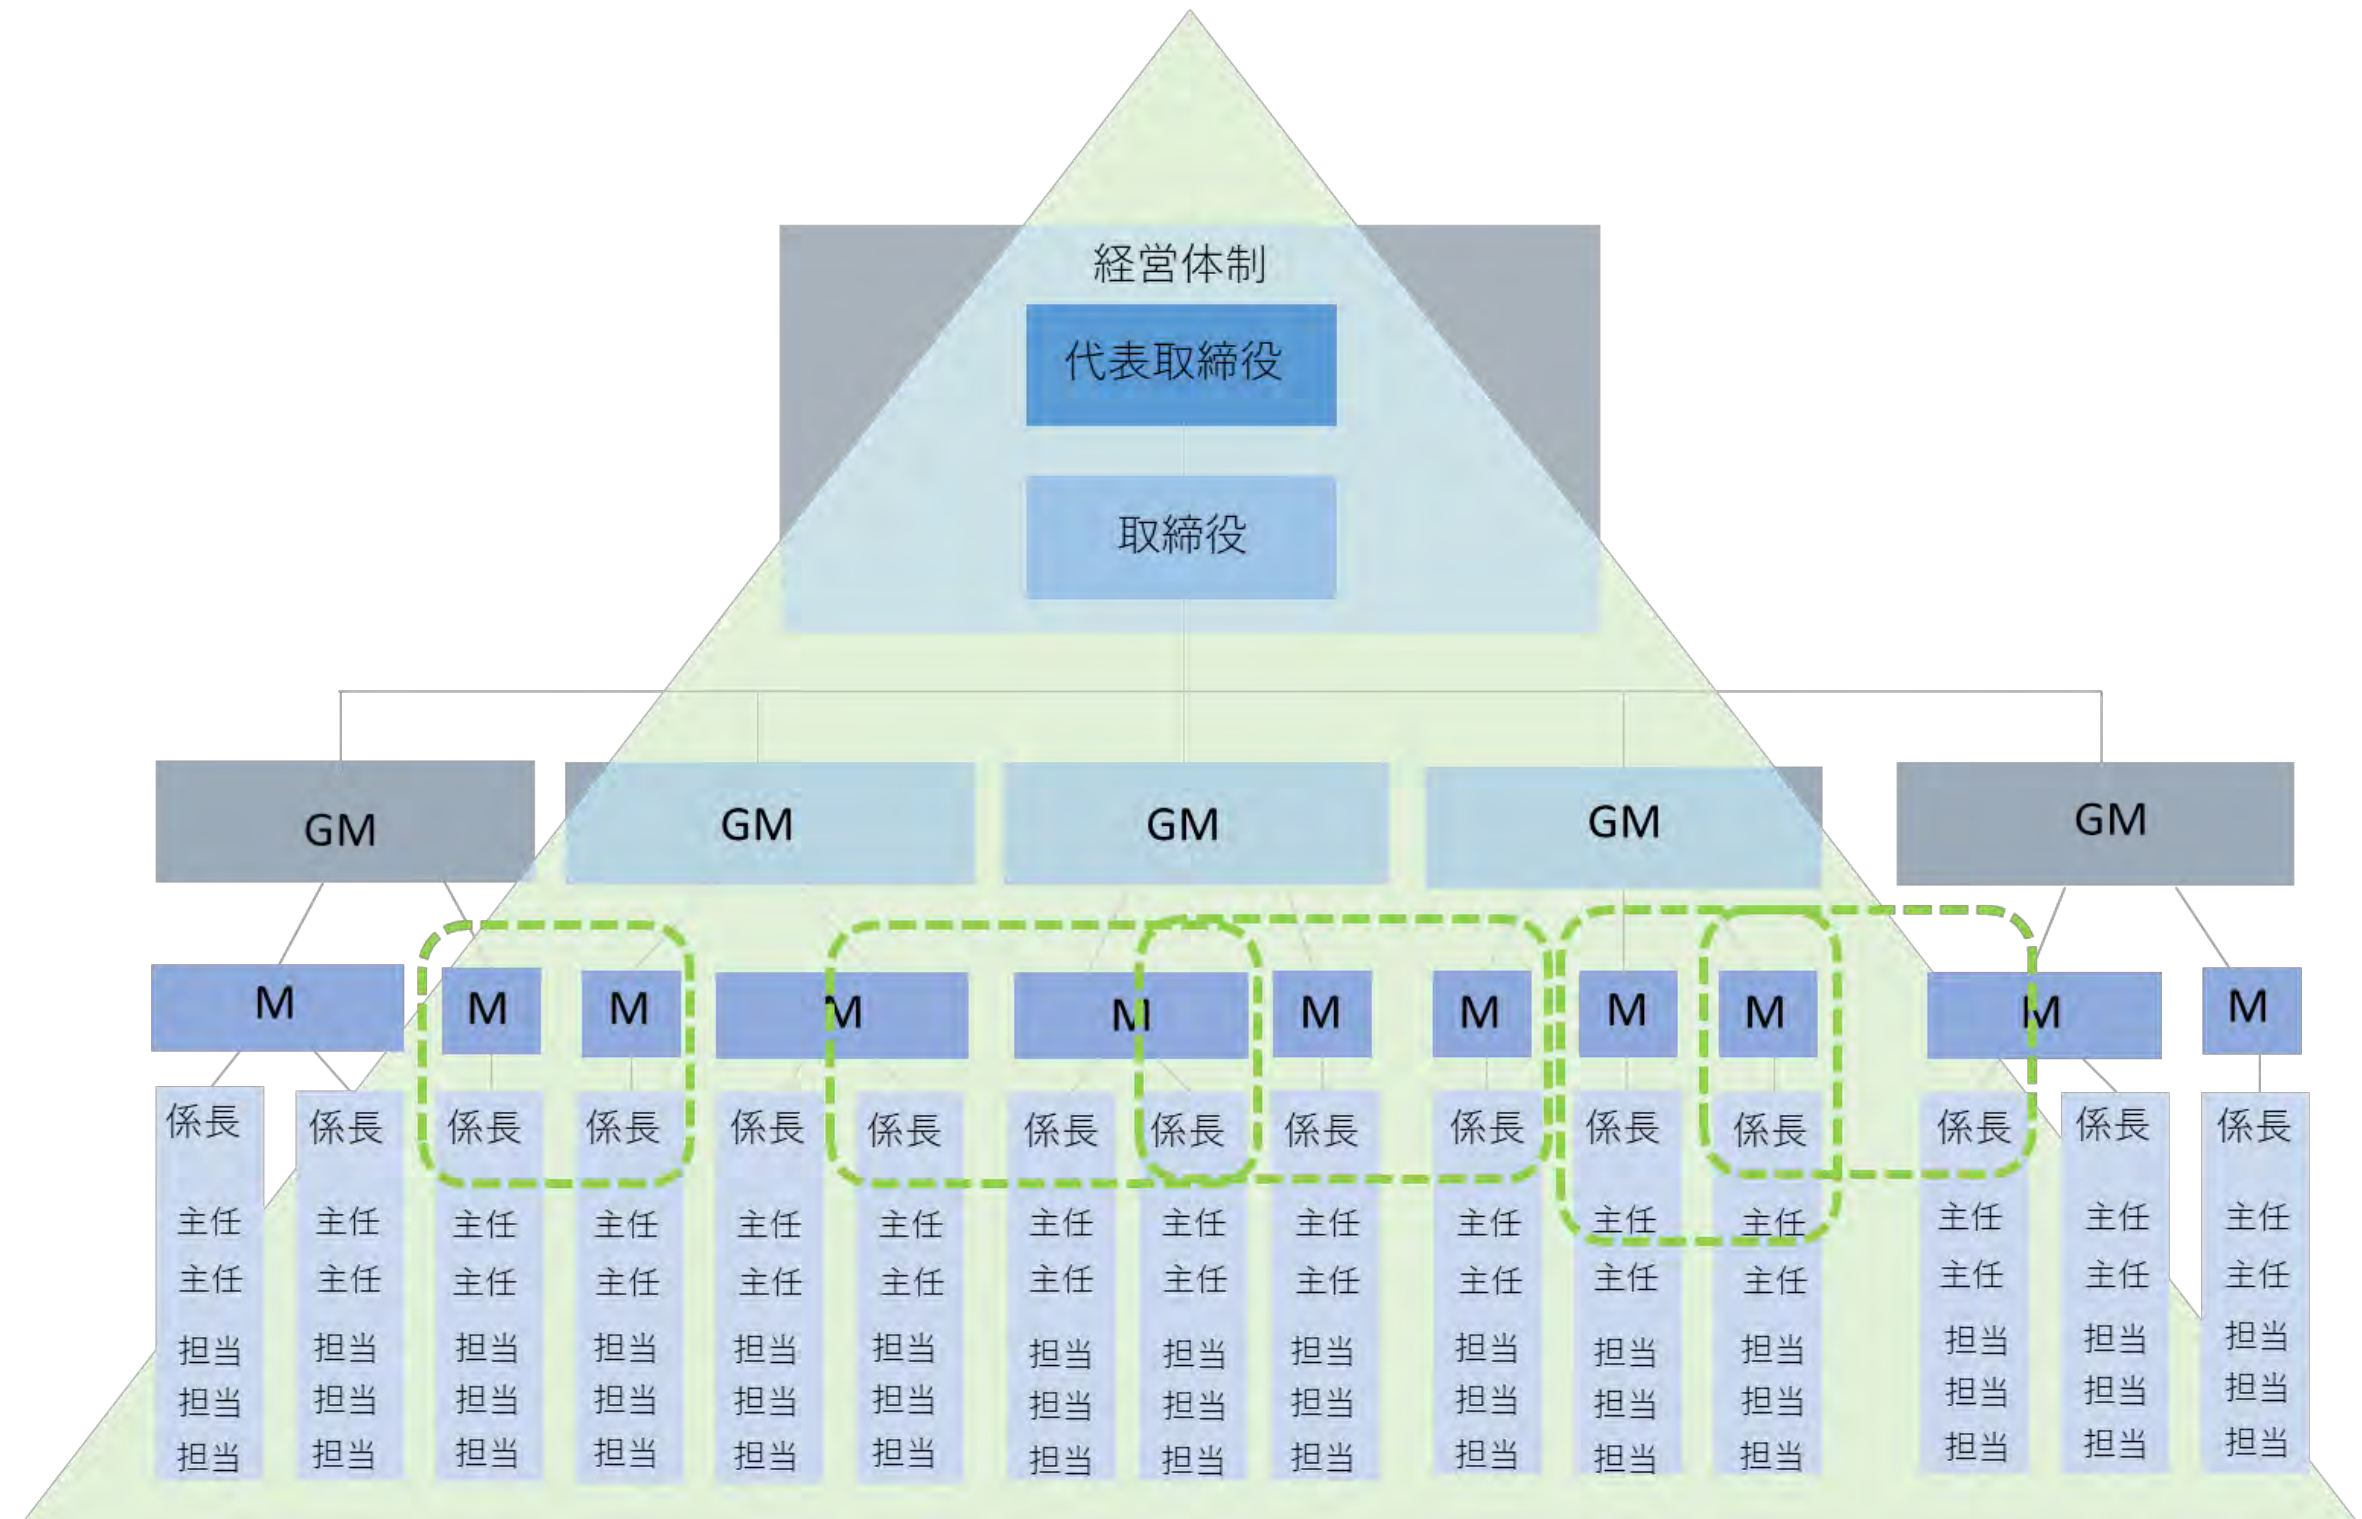 経営体制
代表取締役
取締役
GM GM GM GM GM
M M M M M M M M M M M
係長 係長 係長 係長 係長 係長 係長 係長 係長 係長 係長 係長 係長 係長 係長
主任 主任 主任 主任 主任 主任 主任 主任 主任 主任 主任 主任 主任 主任 主任
主任 主任 主任 主任 主任 主任 主任 主任 主任 主任 主任 主任 主任 主任 主任
担当 担当 担当 担当 担当 担当 担当 担当 担当 担当 担当 担当 担当 担当 担当
担当 担当 担当 担当 担当 担当 担当 担当 担当 担当 担当 担当 担当 担当 担当
担当 担当 担当 担当 担当 担当 担当 担当 担当 担当 担当 担当 担当 担当 担当